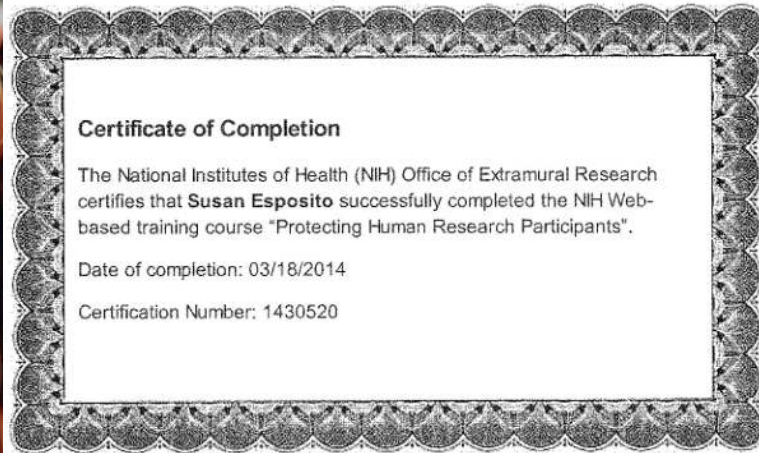 Certificate of Completion
The National Institutes of Health (NIH) Office of Extramural Research
certifies that Susan Esposito successfully completed the NIH Web-
based training course "Protecting Human Research Participants".
Date of completion: 03/18/2014
Certification Number: 1430520